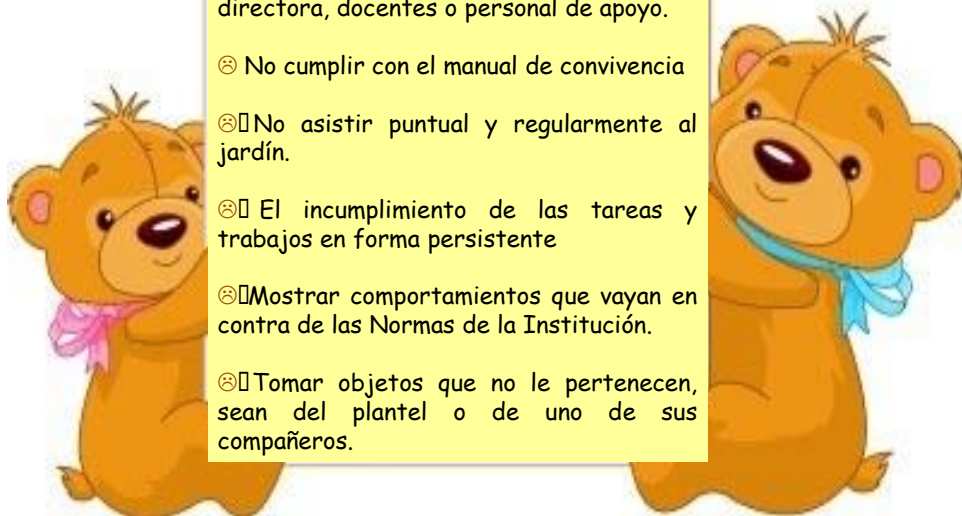 directora, docentes o personal de apoyo.
☹ No cumplir con el manual de convivencia
☹ No asistir puntual y regularmente al
jardín.
☹ El incumplimiento de las tareas y
trabajos en forma persistente
☹ Mostrar comportamientos que vayan en
contra de las Normas de la Institución.
☹ Tomar objetos que no le pertenecen,
sean del plantel o de uno de sus
compañeros.